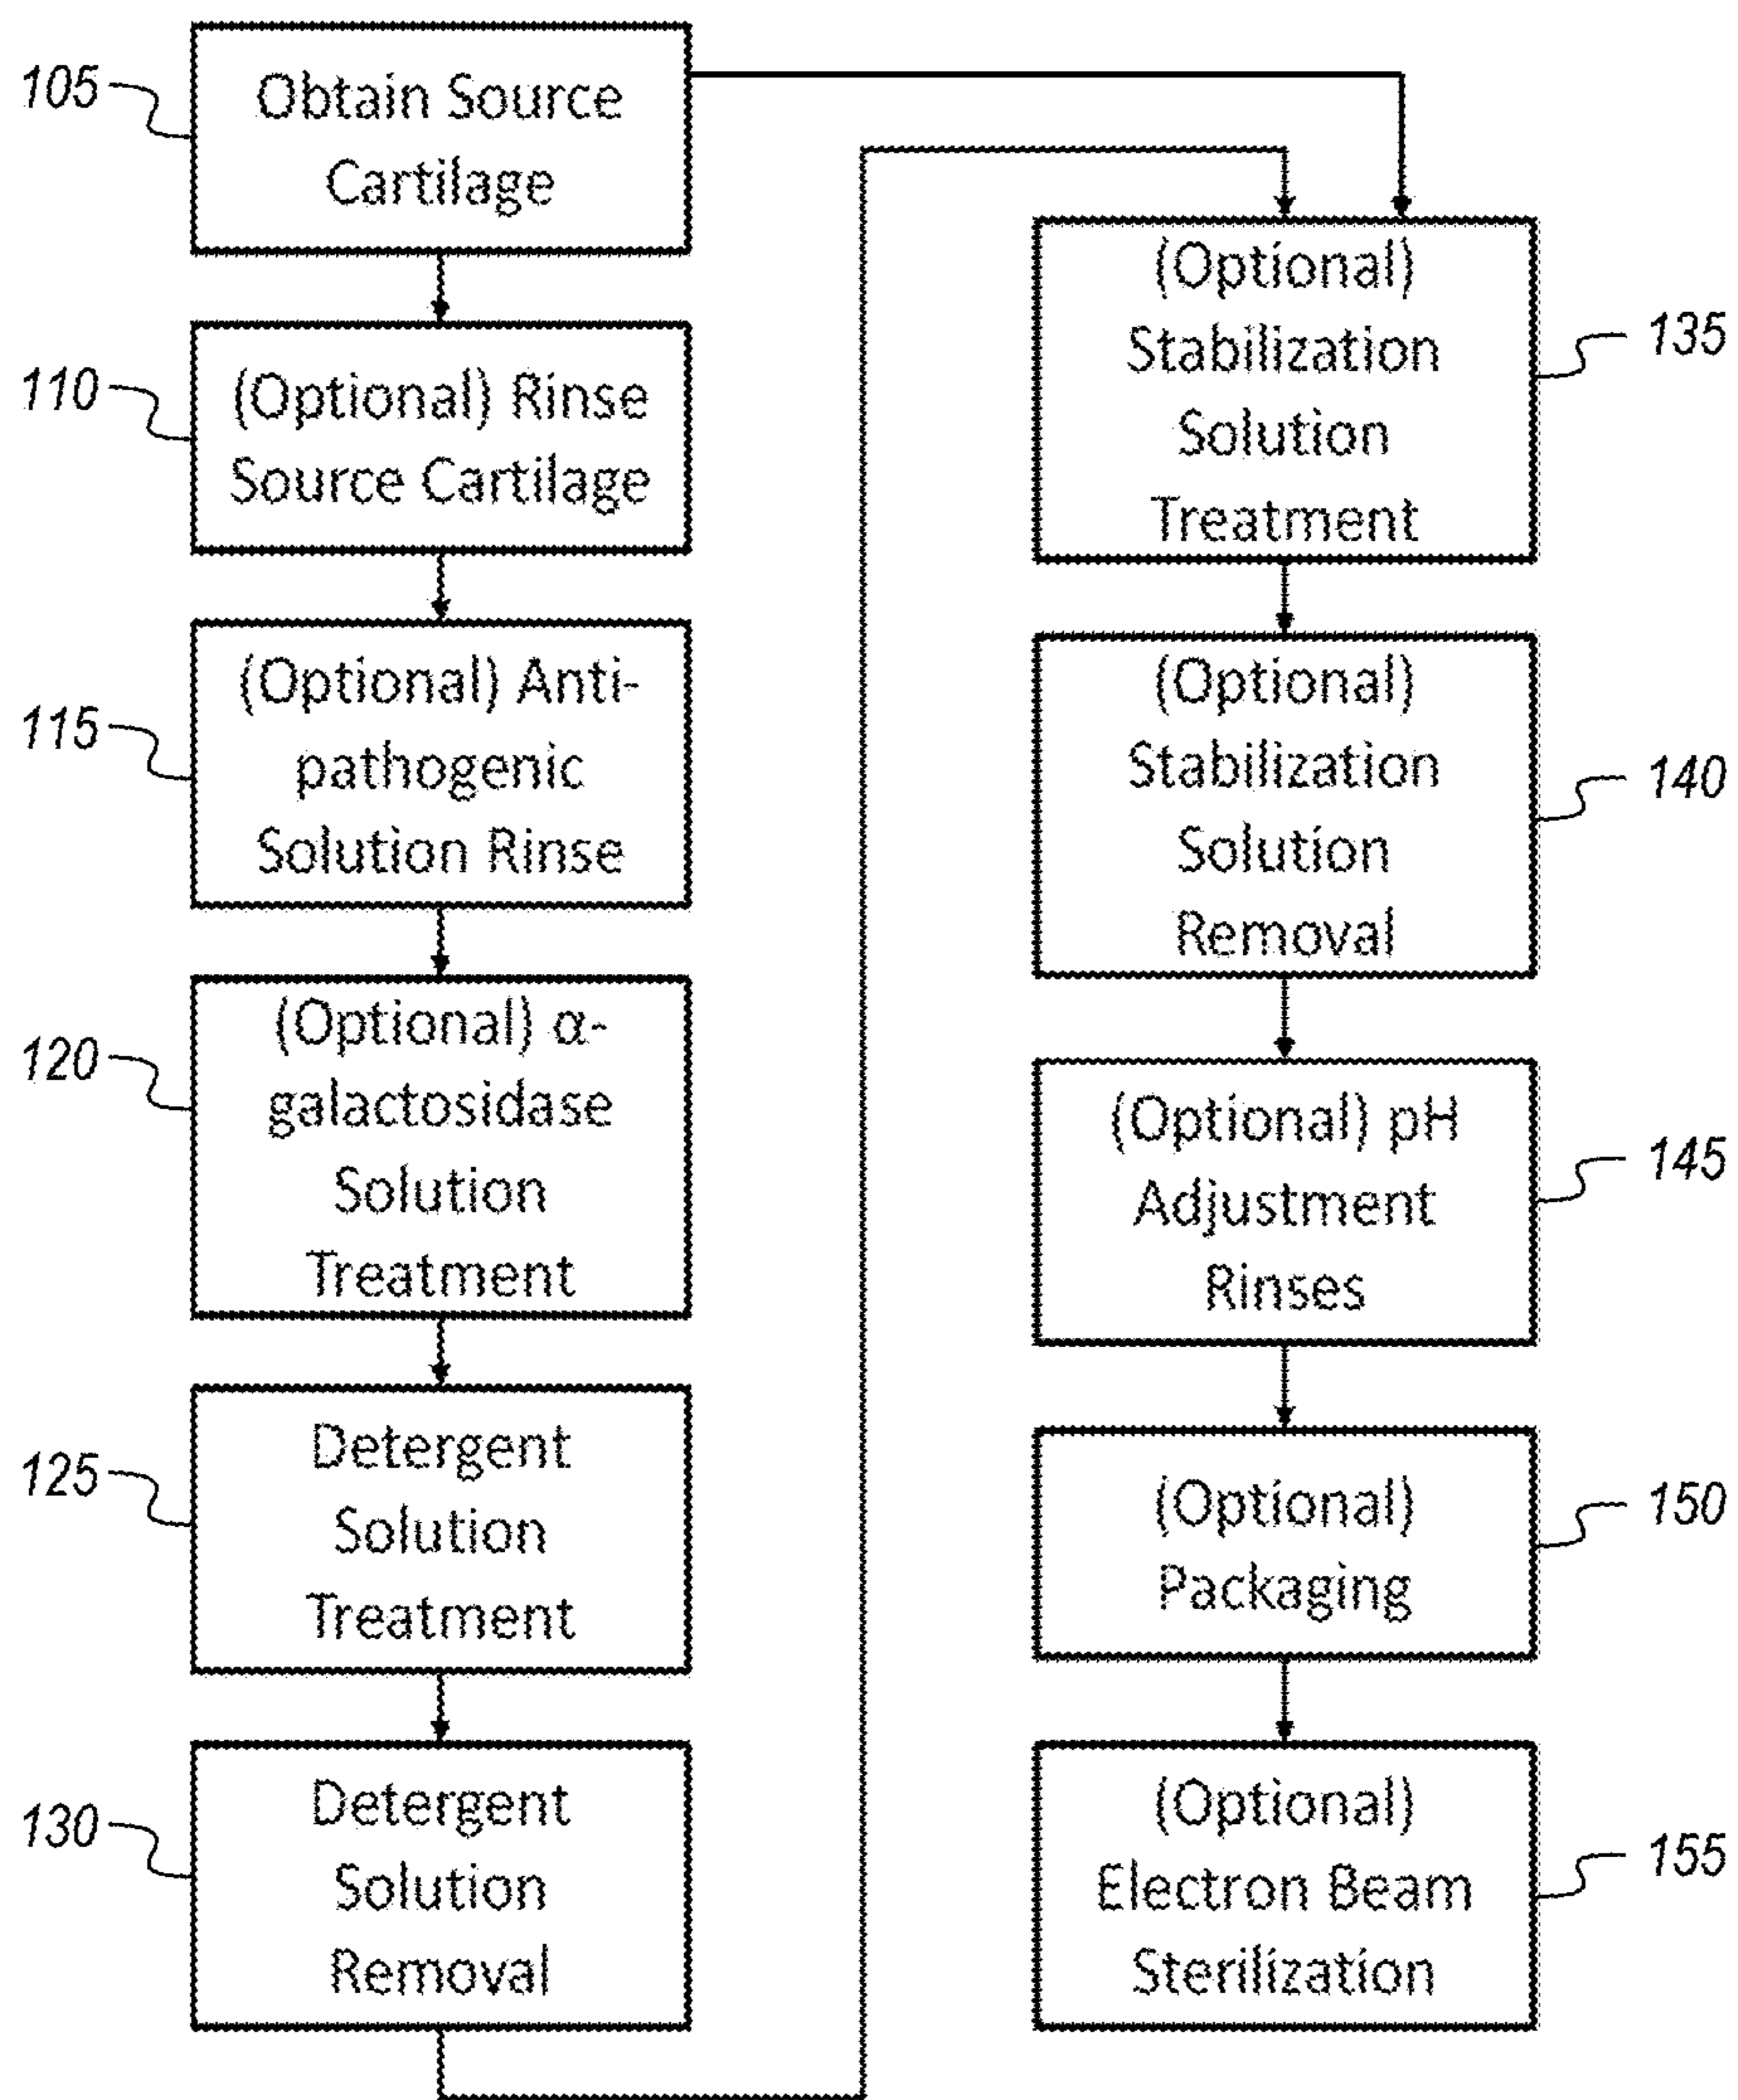 105
Obtain Source
Cartilage
110
(Optional) Rinse
Source Cartilage
115
(Optional) Anti-
pathogenic
Solution Rinse
120
(Optional) α-
galactosidase
Solution
Treatment
125
Detergent
Solution
Treatment
130
Detergent
Solution
Removal
(Optional)
Stabilization
Solution
Treatment
135
(Optional)
Stabilization
Solution
Removal
140
(Optional) pH
Adjustment
Rinses
145
(Optional)
Packaging
150
(Optional)
Electron Beam
Sterilization
155